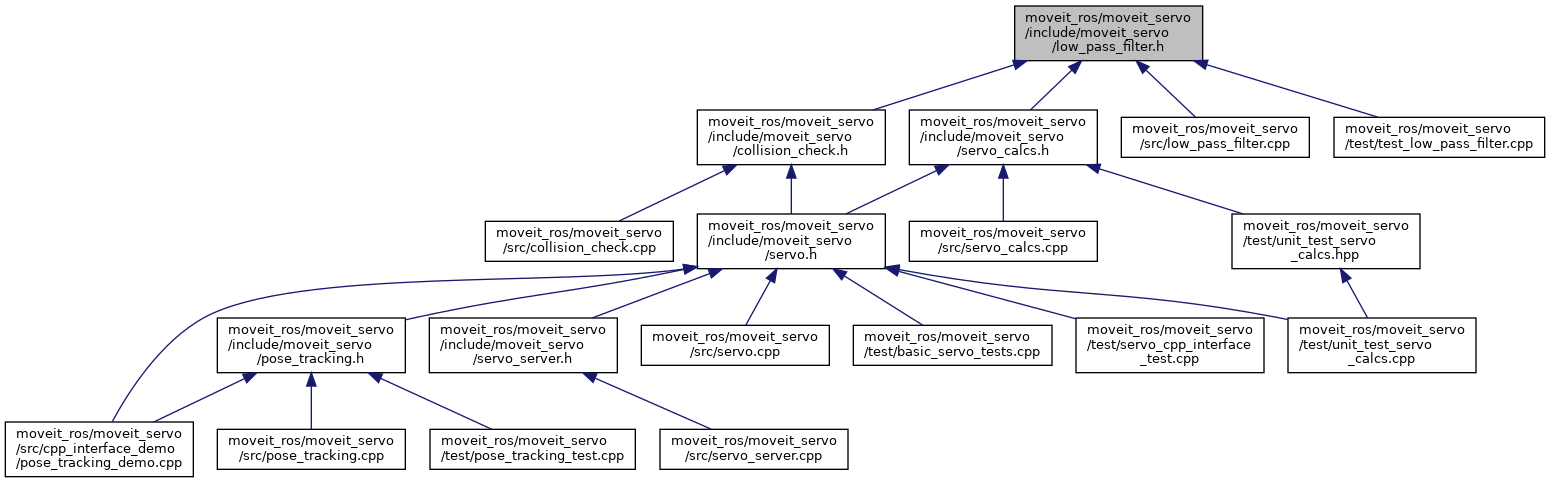 moveit_ros/moveit_servo
/include/moveit_servo
/low_pass_filter.h
moveit_ros/moveit_servo
/include/moveit_servo
/collision_check.h
moveit_ros/moveit_servo
/include/moveit_servo
/servo_calcs.h
moveit_ros/moveit_servo
/src/low_pass_filter.cpp
moveit_ros/moveit_servo
/test/test_low_pass_filter.cpp
moveit_ros/moveit_servo
/src/collision_check.cpp
moveit_ros/moveit_servo
/include/moveit_servo
/servo.h
moveit_ros/moveit_servo
/src/servo_calcs.cpp
moveit_ros/moveit_servo
/test/unit_test_servo
_calcs.hpp
moveit_ros/moveit_servo
/include/moveit_servo
/pose_tracking.h
moveit_ros/moveit_servo
/include/moveit_servo
/servo_server.h
moveit_ros/moveit_servo
/src/servo.cpp
moveit_ros/moveit_servo
/test/basic_servo_tests.cpp
moveit_ros/moveit_servo
/test/servo_cpp_interface
_test.cpp
moveit_ros/moveit_servo
/test/unit_test_servo
_calcs.cpp
moveit_ros/moveit_servo
/src/cpp_interface_demo
/pose_tracking_demo.cpp
moveit_ros/moveit_servo
/src/pose_tracking.cpp
moveit_ros/moveit_servo
/test/pose_tracking_test.cpp
moveit_ros/moveit_servo
/src/servo_server.cpp